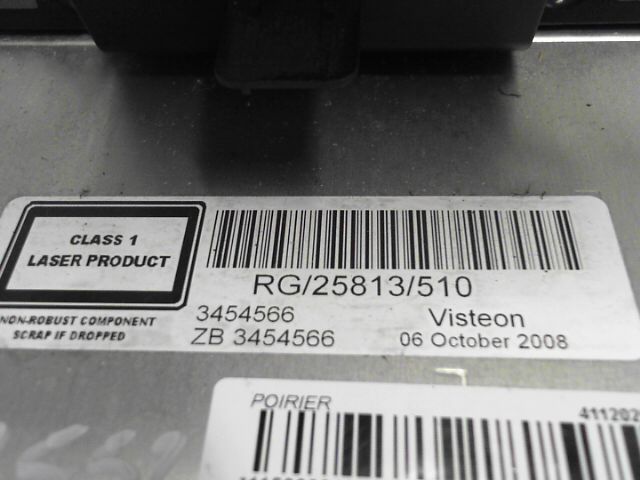 CLASS 1
LASER PRODUCT
NON-ROBUST COMPONENT
SCRAP IF DROPPED
RG/25813/510
3454566
Visteon
ZB 3454566
06 October 2008
POIRIER